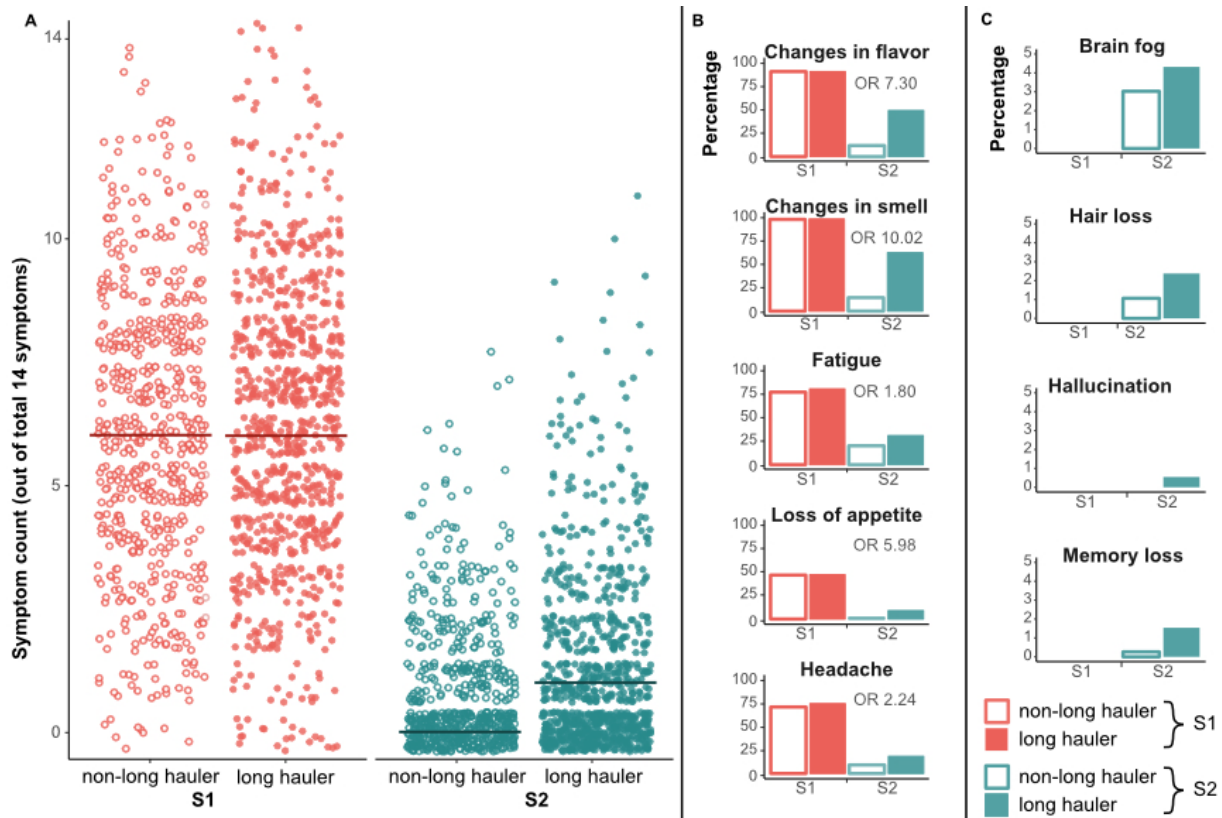 A
Symptom count (out of total 14 symptoms)
14
10
5
0
non-long hauler
long hauler
non-long hauler
long hauler
S1
S2
B
Percentage
Changes in flavor
100
75
50
25
0
OR 7.30
S1
S2
Changes in smell
100
75
50
25
0
OR 10.02
S1
S2
Fatigue
100
75
50
25
0
OR 1.80
S1
S2
Loss of appetite
100
75
50
25
0
OR 5.98
S1
S2
Headache
100
75
50
25
0
OR 2.24
S1
S2
C
Percentage
Brain fog
5
4
3
2
1
0
S1
S2
Hair loss
5
4
3
2
1
0
S1
S2
Hallucination
5
4
3
2
1
0
S1
S2
Memory loss
5
4
3
2
1
0
S1
S2
non-long hauler
long hauler
} S1
non-long hauler
long hauler
} S2